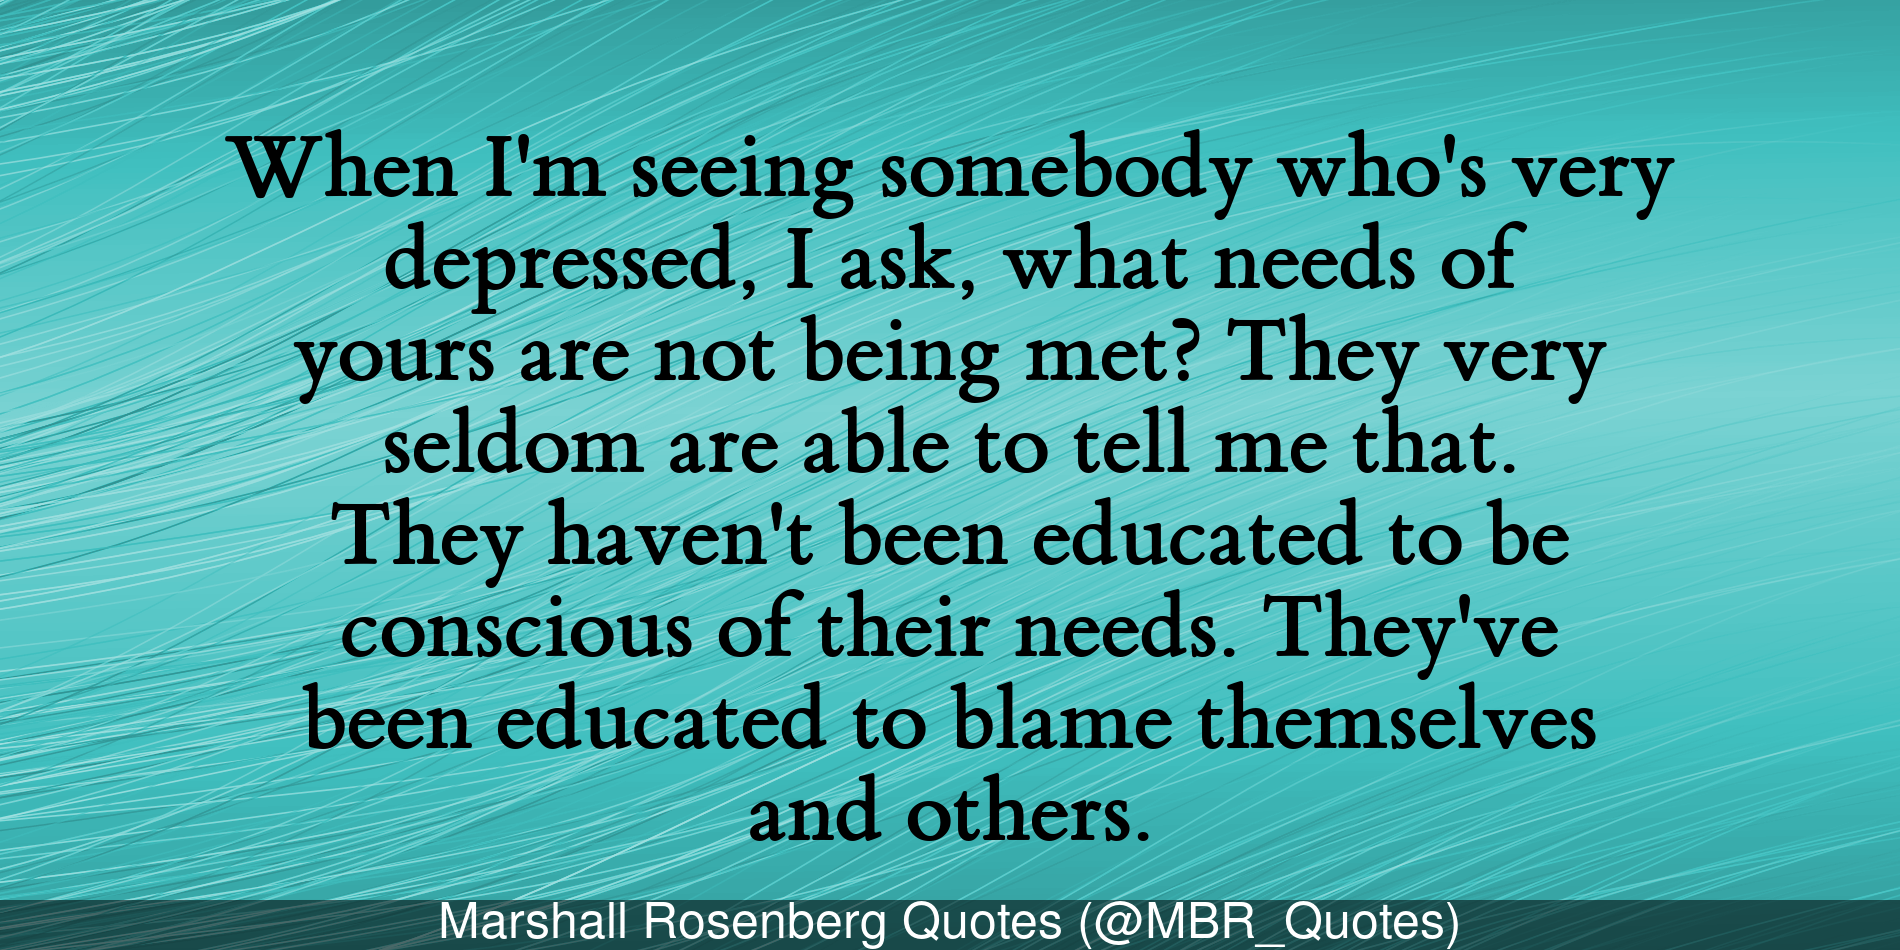 When I'm seeing somebody who's very
depressed, I ask, what needs of
yours are not being met? They very
seldom are able to tell me that.
They haven't been educated to be
conscious of their needs. They've
been educated to blame themselves
and others.
Marshall Rosenberg Quotes (@MBR_Quotes)